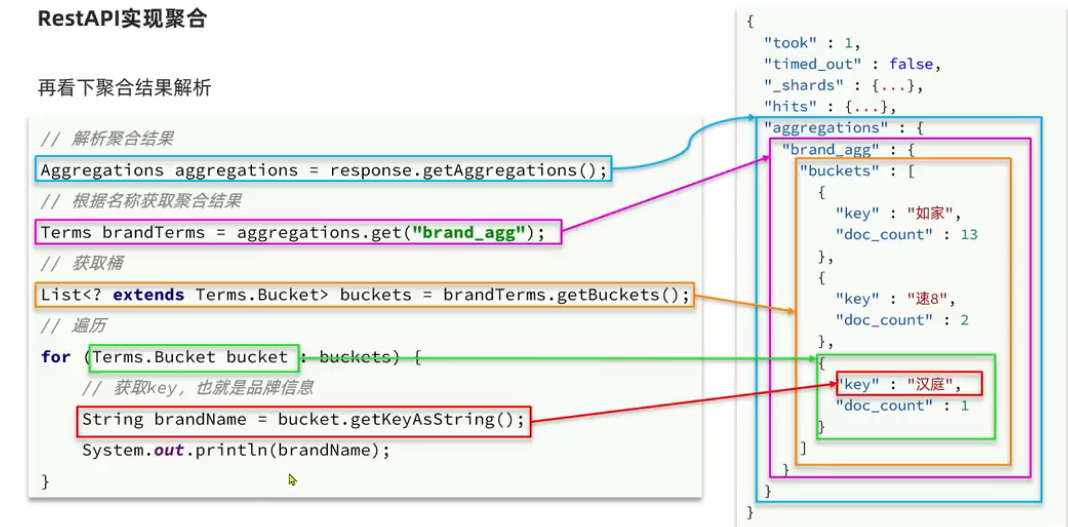 RestAPI实现聚合
再看下聚合结果解析
// 解析聚合结果
Aggregations aggregations = response.getAggregations();
// 根据名称获取聚合结果
Terms brandTerms = aggregations.get("brand_agg");
// 获取桶
List<? extends Terms.Bucket> buckets = brandTerms.getBuckets();
// 遍历
for (Terms.Bucket bucket : buckets) {
// 获取key，也就是品牌信息
String brandName = bucket.getKeyAsString();
System.out.println(brandName);
}
{
"took" : 1,
"timed_out" : false,
"_shards" : {...},
"hits" : {...},
"aggregations" : {
"brand_agg" : {
"buckets" : [
{
"key" : "如家",
"doc_count" : 13
},
{
"key" : "速8",
"doc_count" : 2
},
{
"key" : "汉庭",
"doc_count" : 1
}
]
}
}
}